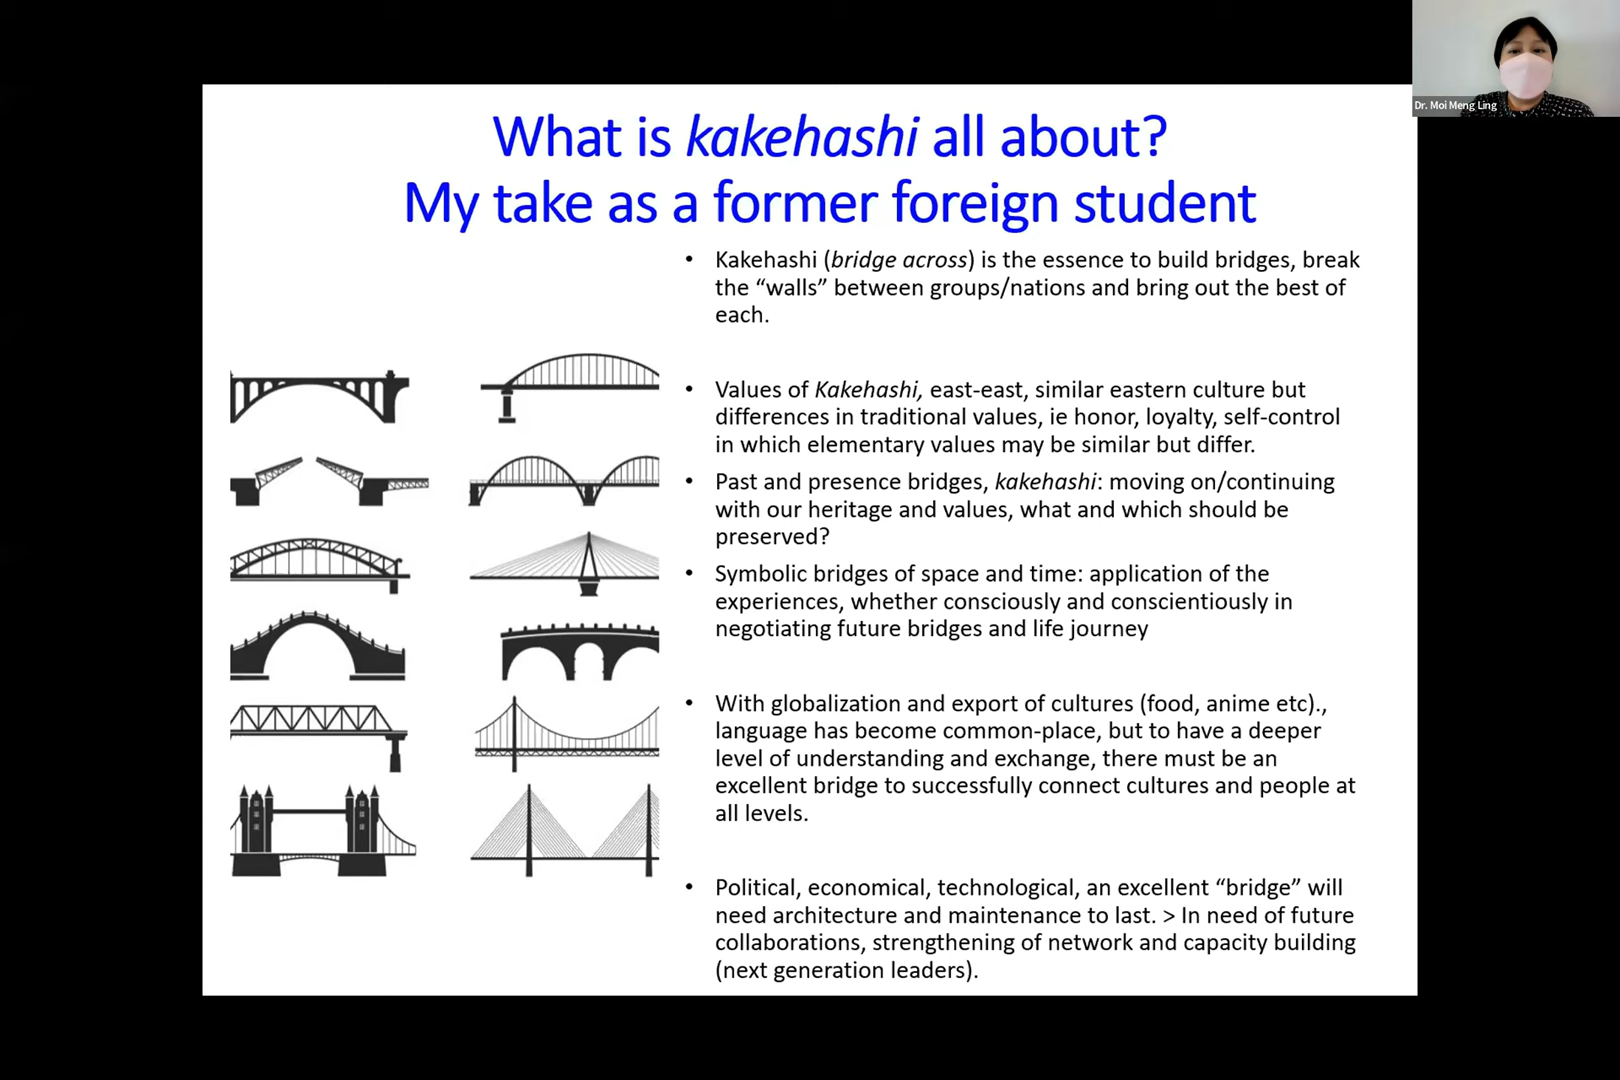 What is kakehashi all about?
My take as a former foreign student
• Kakehashi (bridge across) is the essence to build bridges, break
the “walls” between groups/nations and bring out the best of
each.
• Values of Kakehashi, east-east, similar eastern culture but
differences in traditional values, ie honor, loyalty, self-control
in which elementary values may be similar but differ.
• Past and presence bridges, kakehashi: moving on/continuing
with our heritage and values, what and which should be
preserved?
• Symbolic bridges of space and time: application of the
experiences, whether consciously and conscientiously in
negotiating future bridges and life journey
• With globalization and export of cultures (food, anime etc).,
language has become common-place, but to have a deeper
level of understanding and exchange, there must be an
excellent bridge to successfully connect cultures and people at
all levels.
• Political, economical, technological, an excellent “bridge” will
need architecture and maintenance to last. > In need of future
collaborations, strengthening of network and capacity building
(next generation leaders).
Dr. Moi Meng Ling